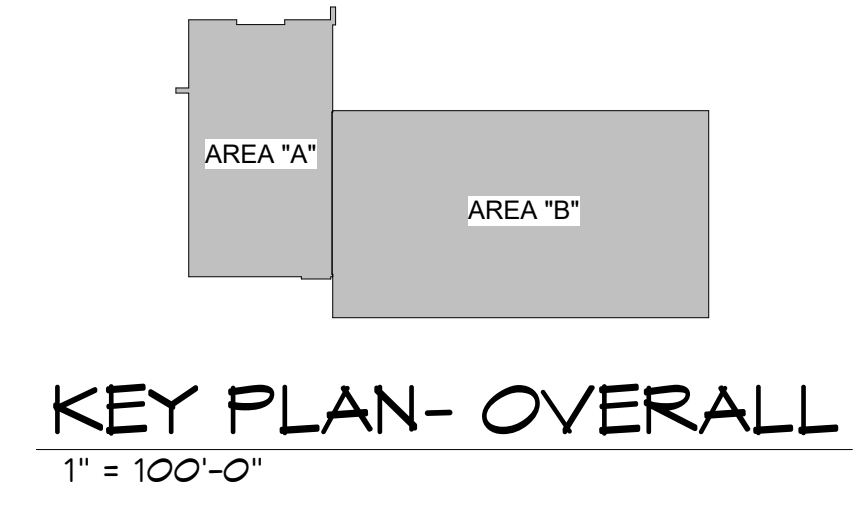 AREA "A"
AREA "B"
KEY PLAN- OVERALL
1" = 100'-0"